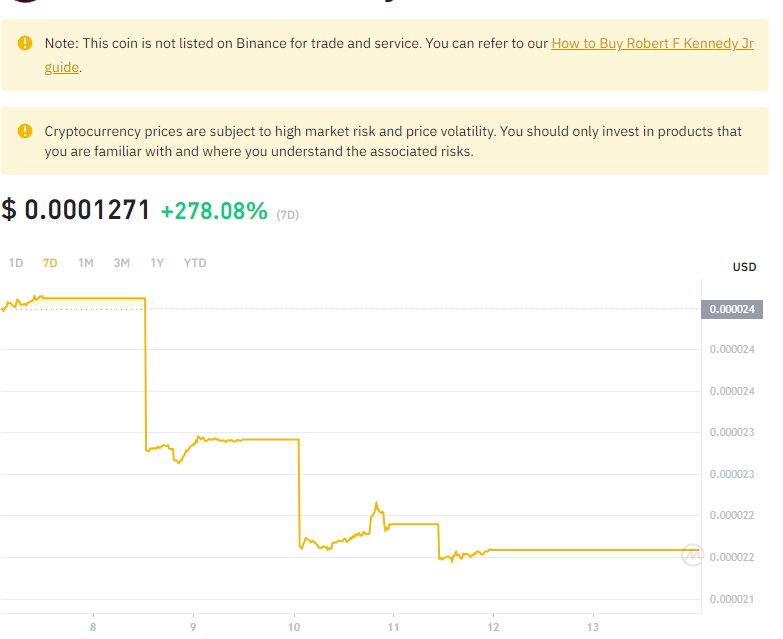 Note: This coin is not listed on Binance for trade and service. You can refer to our How to Buy Robert F Kennedy Jr
guide.
Cryptocurrency prices are subject to high market risk and price volatility. You should only invest in products that
you are familiar with and where you understand the associated risks.
$ 0.0001271 +278.08% (7D)
1D 7D 1M 3M 1Y YTD
USD
0.000024
0.000024
0.000024
0.000023
0.000023
0.000022
0.000022
0.000021
8 9 10 11 12 13